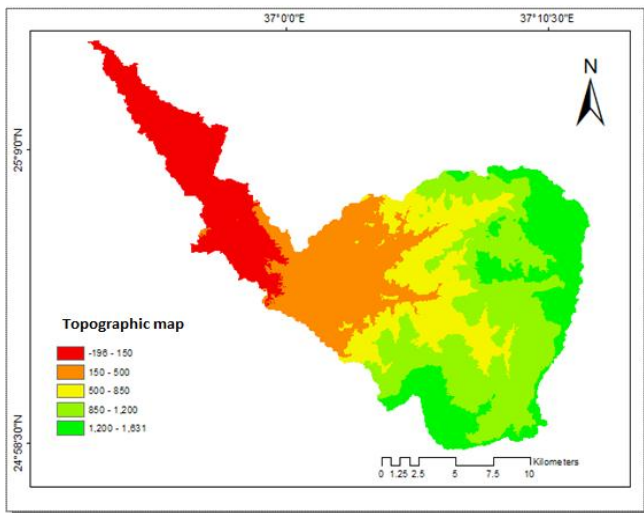 37°0'0"E
37°10'30"E
N
25°9'0"N
Topographic map
-196 - 150
150 - 500
500 - 850
850 - 1,200
1,200 - 1,631
24°58'30"N
Kilometers
0 1.25 2.5 5 7.5 10